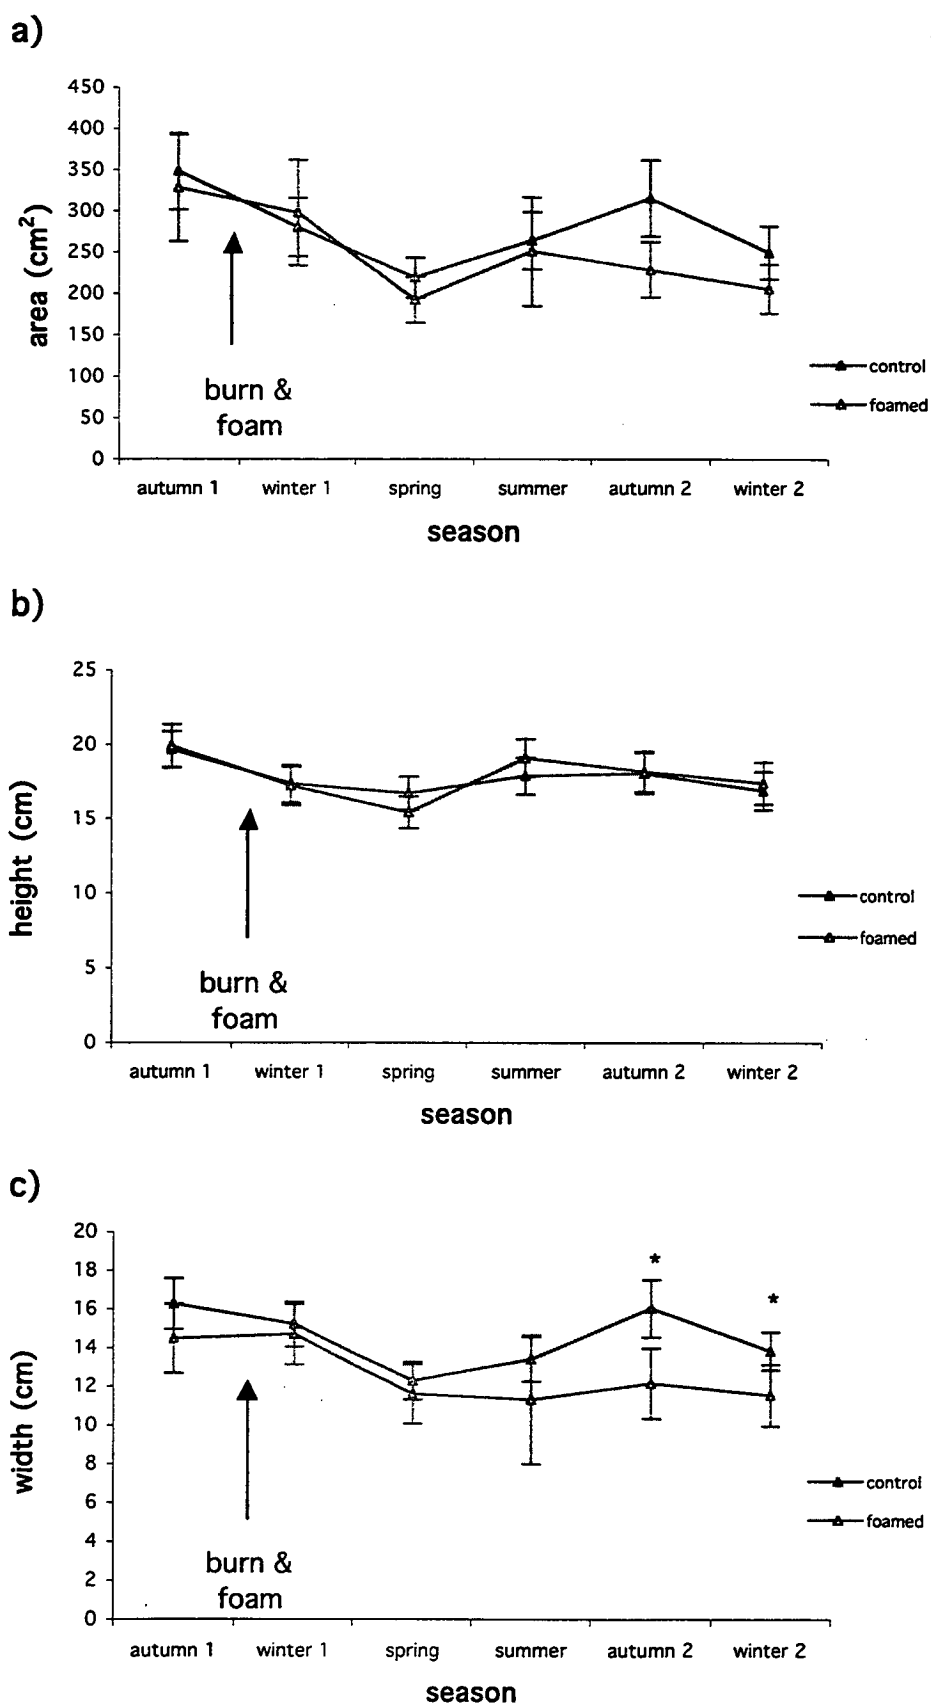 a)
450
400
350
300
250
200
150
100
50
0
area (cm²)
burn &
foam
control
foamed
autumn 1 winter 1 spring summer autumn 2 winter 2
season
b)
25
20
15
10
5
0
height (cm)
burn &
foam
control
foamed
autumn 1 winter 1 spring summer autumn 2 winter 2
season
c)
20
18
16
14
12
10
8
6
4
2
0
width (cm)
*
*
burn &
foam
control
foamed
autumn 1 winter 1 spring summer autumn 2 winter 2
season